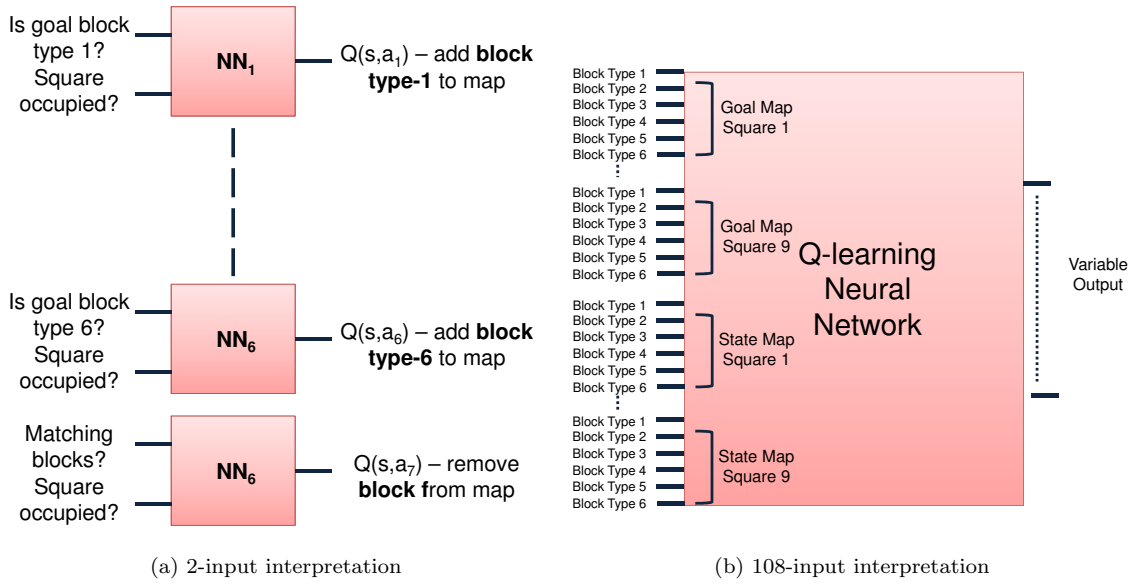 Is goal block
type 1?
Square
occupied?
NN1
Q(s,a1) – add block
type-1 to map
Is goal block
type 6?
Square
occupied?
NN6
Q(s,a6) – add block
type-6 to map
Matching
blocks?
Square
occupied?
NN6
Q(s,a7) – remove
block from map
(a) 2-input interpretation
Block Type 1
Block Type 2
Block Type 3
Block Type 4
Block Type 5
Block Type 6
Goal Map
Square 1
Block Type 1
Block Type 2
Block Type 3
Block Type 4
Block Type 5
Block Type 6
Goal Map
Square 9
Block Type 1
Block Type 2
Block Type 3
Block Type 4
Block Type 5
Block Type 6
State Map
Square 1
Block Type 1
Block Type 2
Block Type 3
Block Type 4
Block Type 5
Block Type 6
State Map
Square 9
Q-learning
Neural
Network
Variable
Output
(b) 108-input interpretation